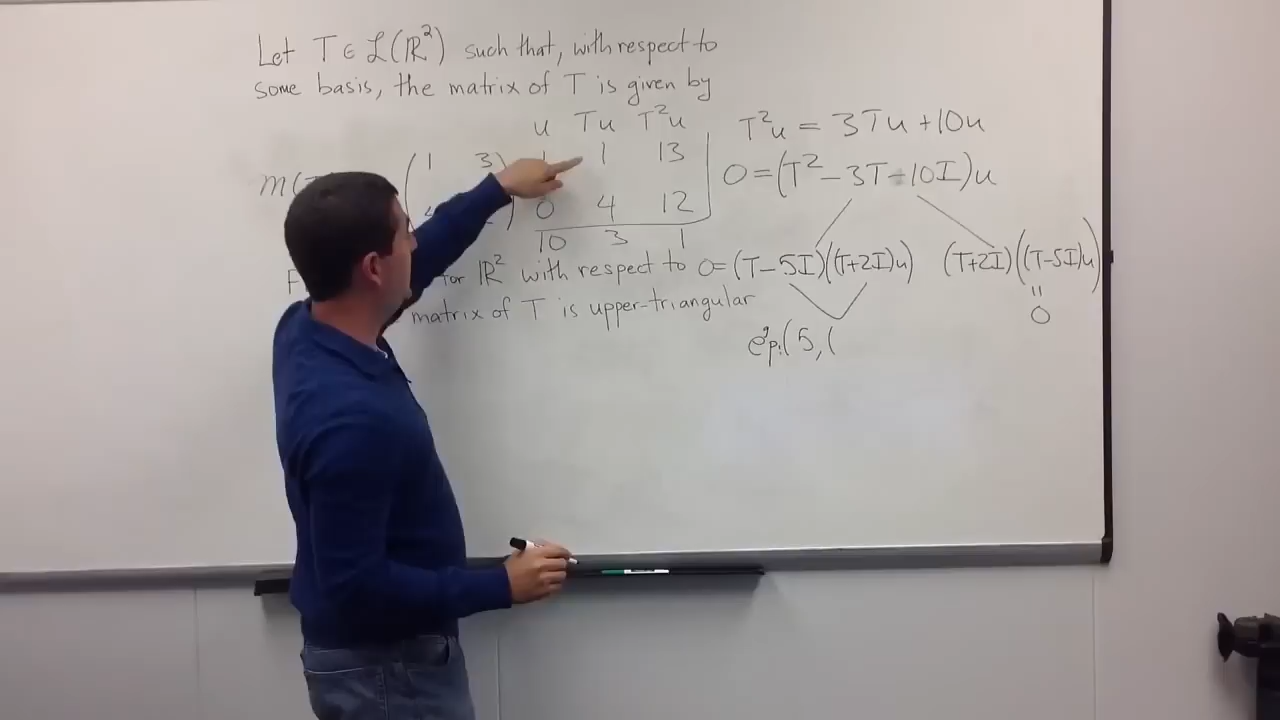 Let T ∈ ℒ(ℝ²) such that, with respect to
some basis, the matrix of T is given by
u Tu T²u
1 3 1 13
0 4 12
10 3 1
for ℝ² with respect to
matrix of T is upper-triangular
T²u = 3Tu + 10u
0 = (T² - 3T - 10I)u
0 = (T - 5I)((T+2I)u) (T+2I)((T-5I)u)
"
0
e'p:(5,(